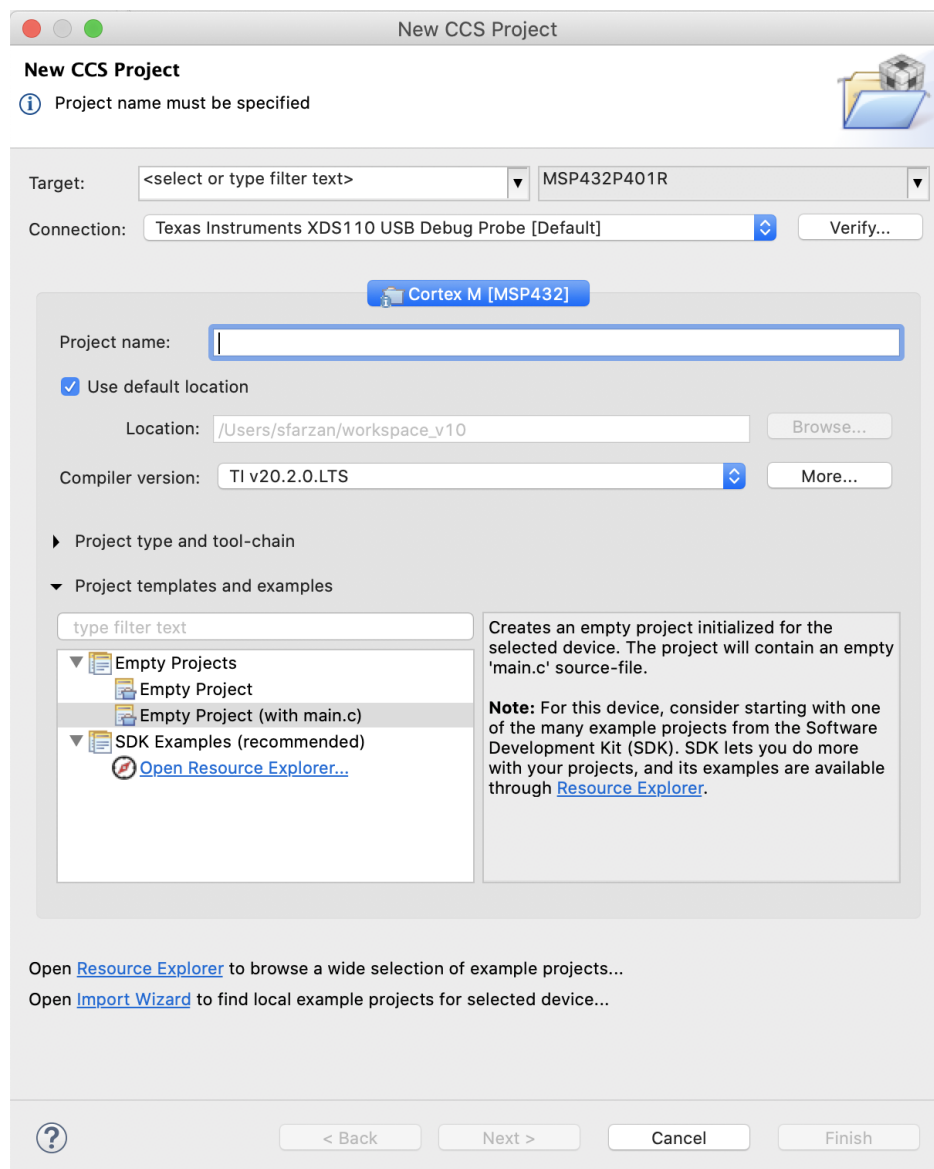 New CCS Project
New CCS Project
Project name must be specified
Target: <select or type filter text> MSP432P401R
Connection: Texas Instruments XDS110 USB Debug Probe [Default] Verify...
Cortex M [MSP432]
Project name:
Use default location
Location: /Users/sfarzan/workspace_v10 Browse...
Compiler version: TI v20.2.0.LTS More...
Project type and tool-chain
Project templates and examples
type filter text
Empty Projects
Empty Project
Empty Project (with main.c)
SDK Examples (recommended)
Open Resource Explorer...
Creates an empty project initialized for the
selected device. The project will contain an empty
'main.c' source-file.
Note: For this device, consider starting with one
of the many example projects from the Software
Development Kit (SDK). SDK lets you do more
with your projects, and its examples are available
through Resource Explorer.
Open Resource Explorer to browse a wide selection of example projects...
Open Import Wizard to find local example projects for selected device...
? < Back Next > Cancel Finish